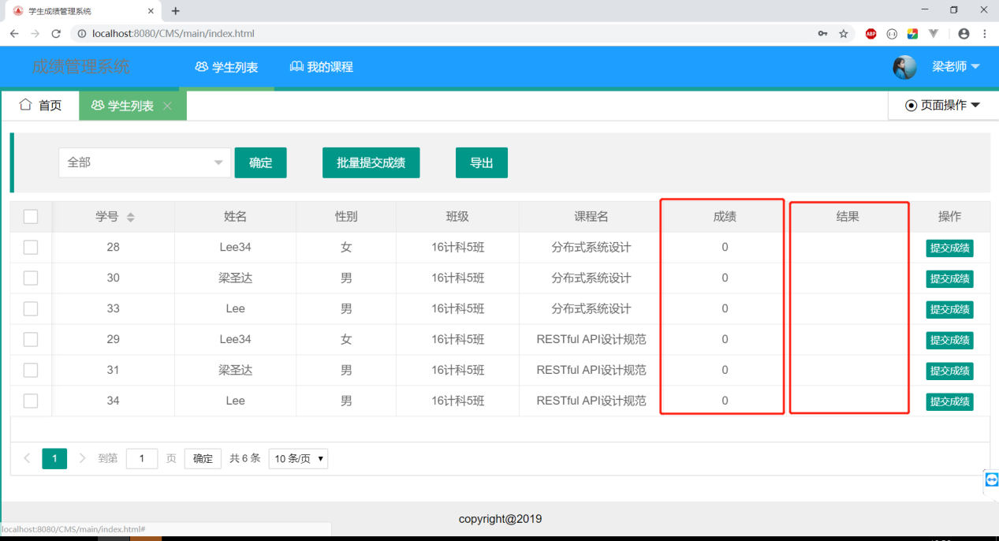 学生成绩管理系统
localhost:8080/CMS/main/index.html
ABP
成绩管理系统 学生列表 我的课程 梁老师
首页 学生列表 页面操作
全部 确定 批量提交成绩 导出
学号 姓名 性别 班级 课程名 成绩 结果 操作
28 Lee34 女 16计科5班 分布式系统设计 0 提交成绩
30 梁圣达 男 16计科5班 分布式系统设计 0 提交成绩
33 Lee 男 16计科5班 分布式系统设计 0 提交成绩
29 Lee34 女 16计科5班 RESTful API设计规范 0 提交成绩
31 梁圣达 男 16计科5班 RESTful API设计规范 0 提交成绩
34 Lee 男 16计科5班 RESTful API设计规范 0 提交成绩
1 到第 1 页 确定 共 6 条 10 条/页
copyright@2019
localhost:8080/CMS/main/index.html#